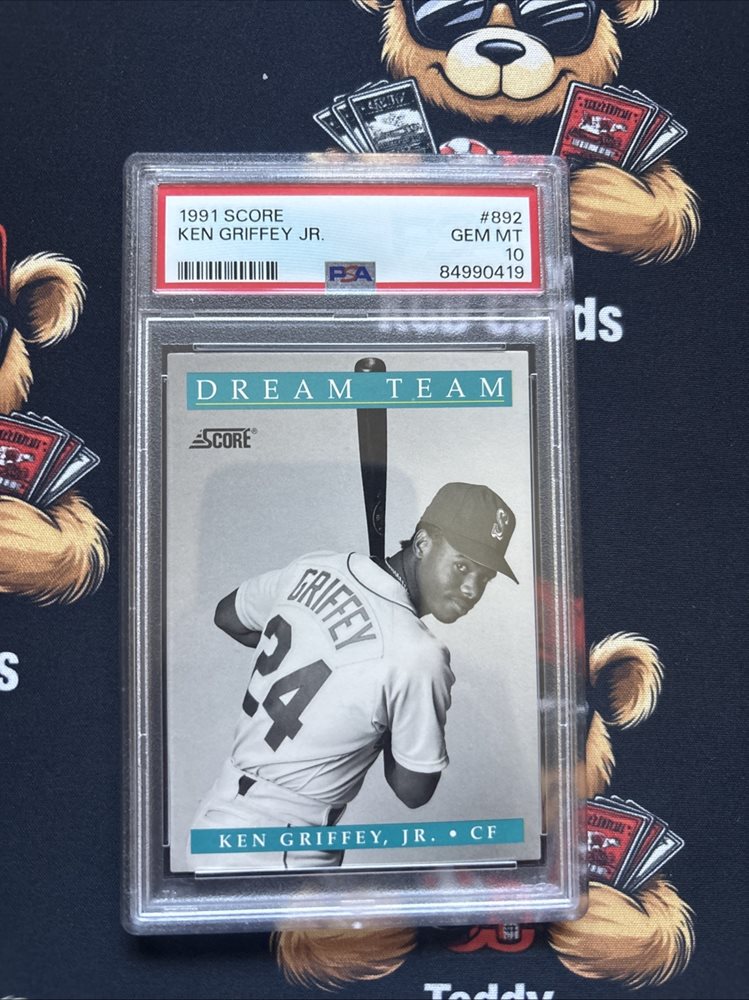 1991 SCORE #892
KEN GRIFFEY JR. GEM MT
10
PSA 84990419
ds
DREAM TEAM
SCORE®
S
GRIFFEY
24
s
KEN GRIFFEY, JR. • CF
Teddy